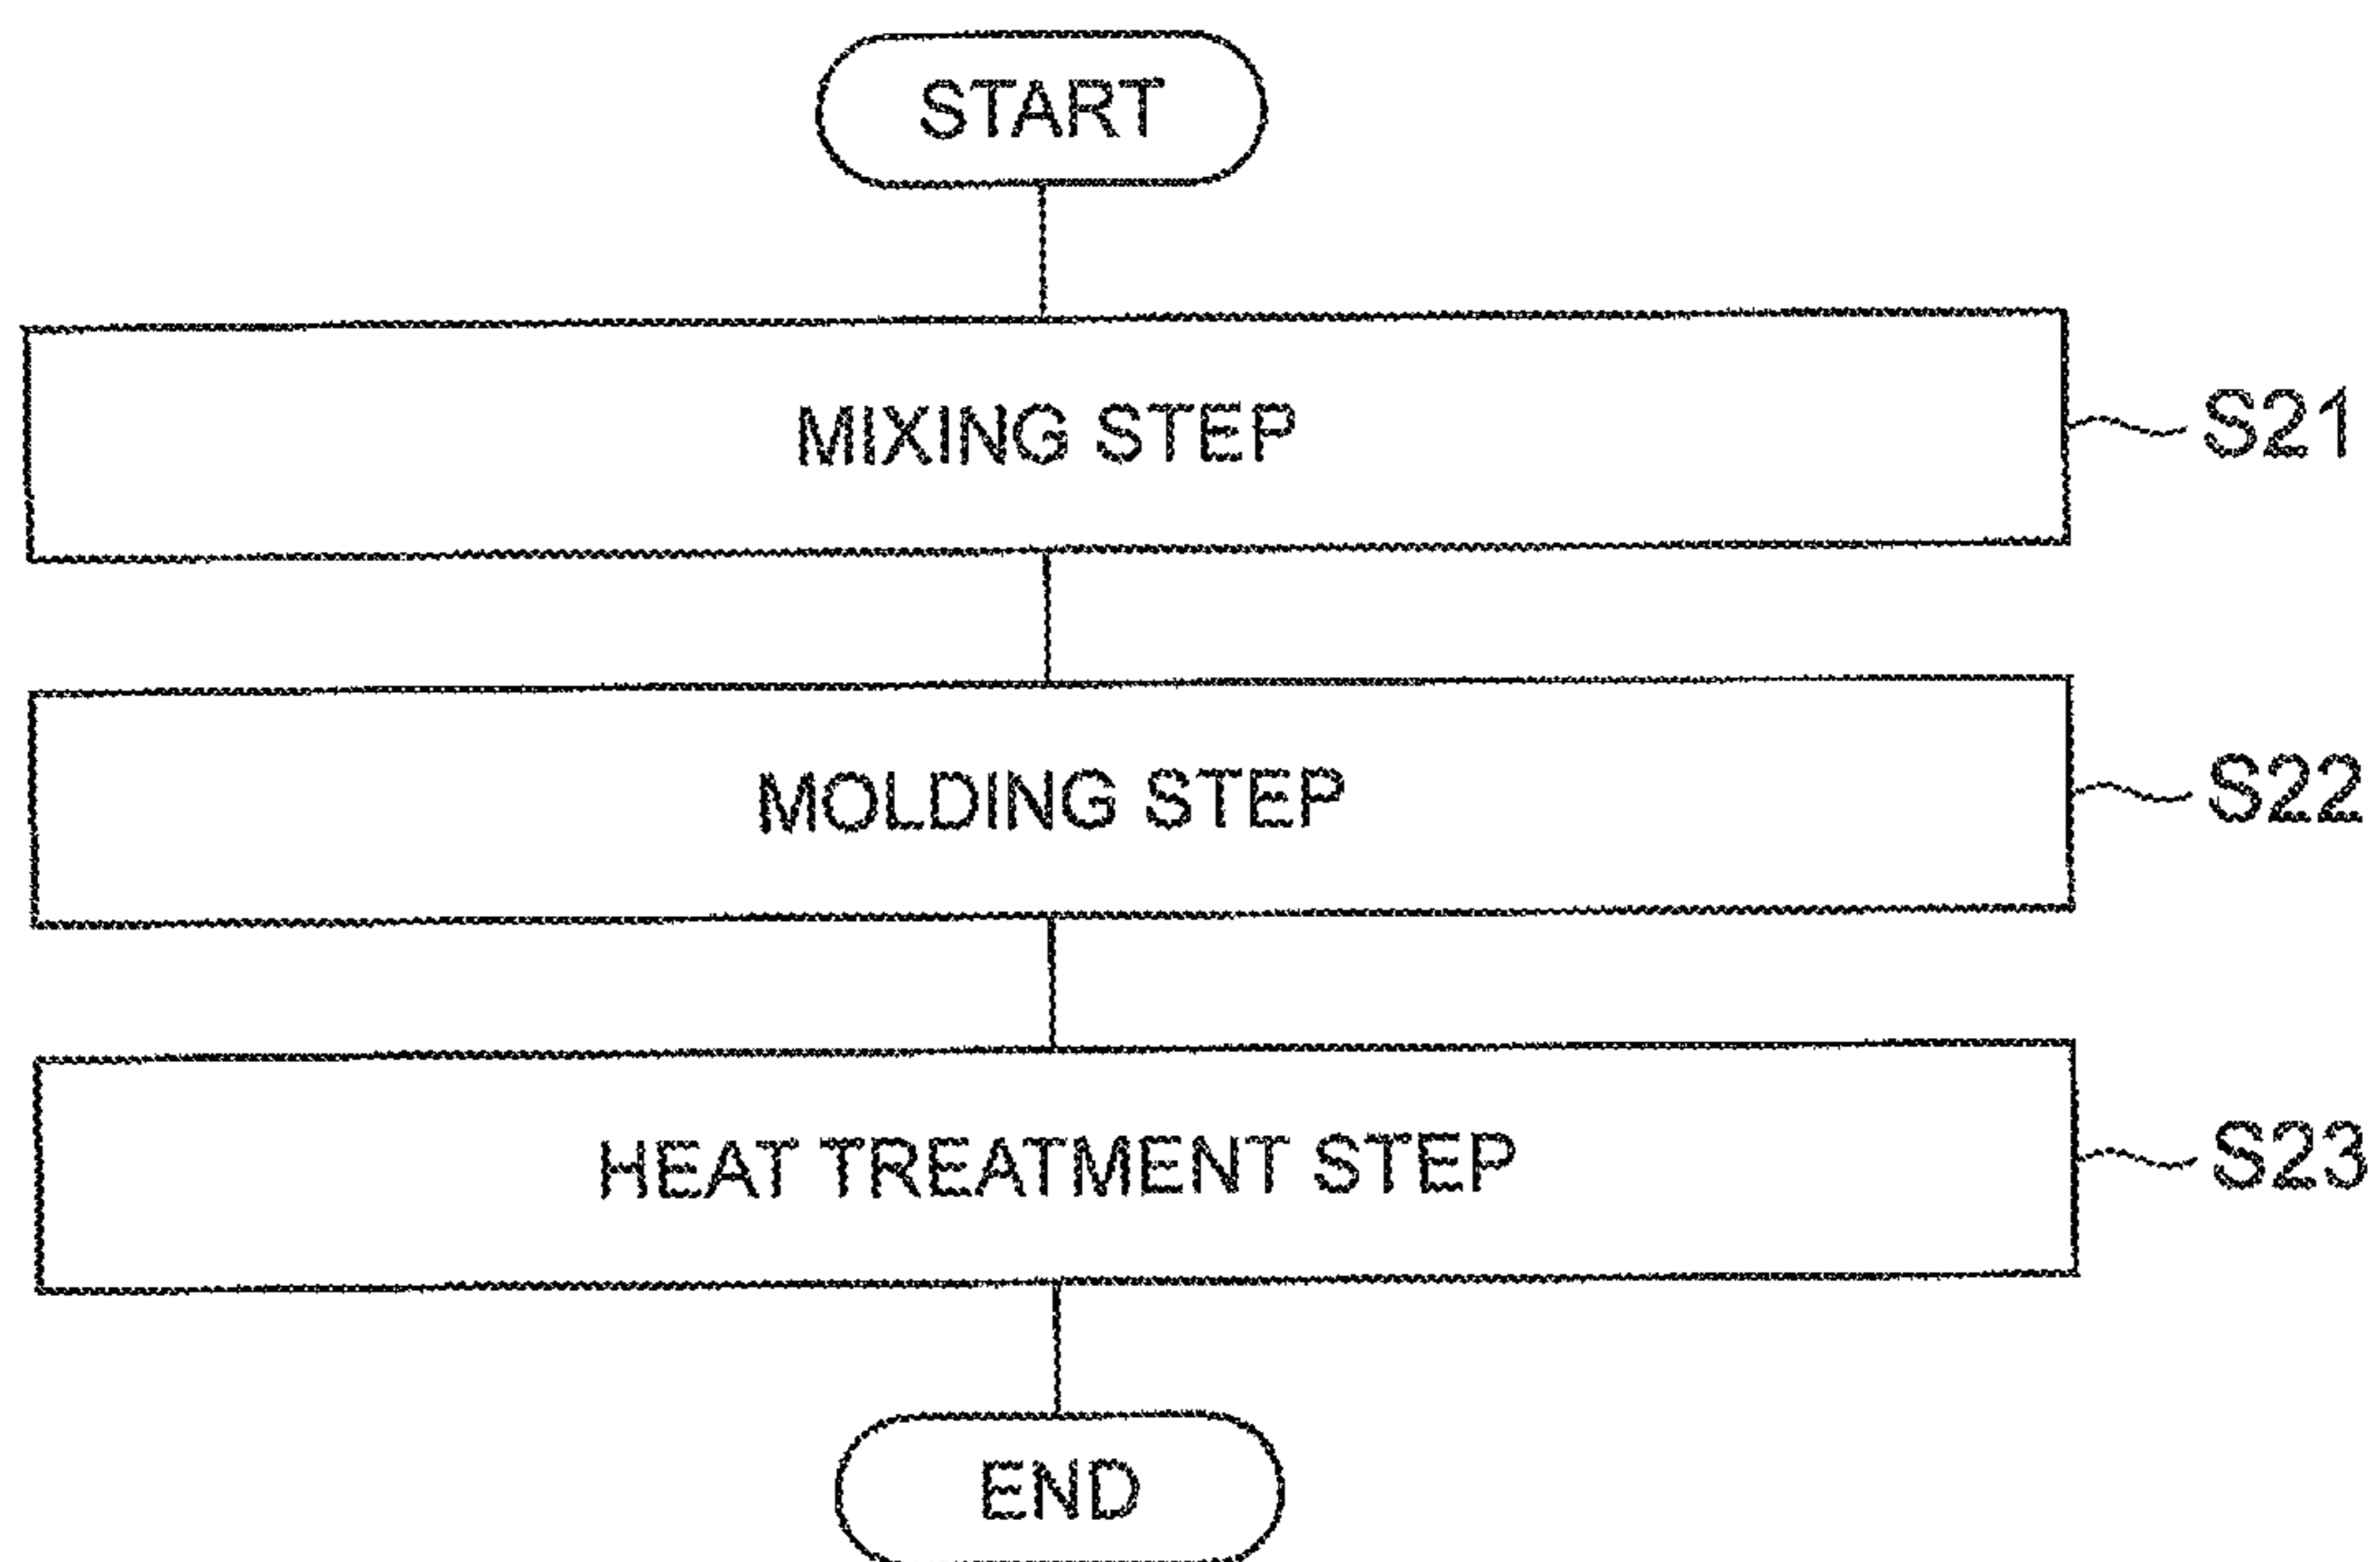 START
MIXING STEP
S21
MOLDING STEP
S22
HEAT TREATMENT STEP
S23
END